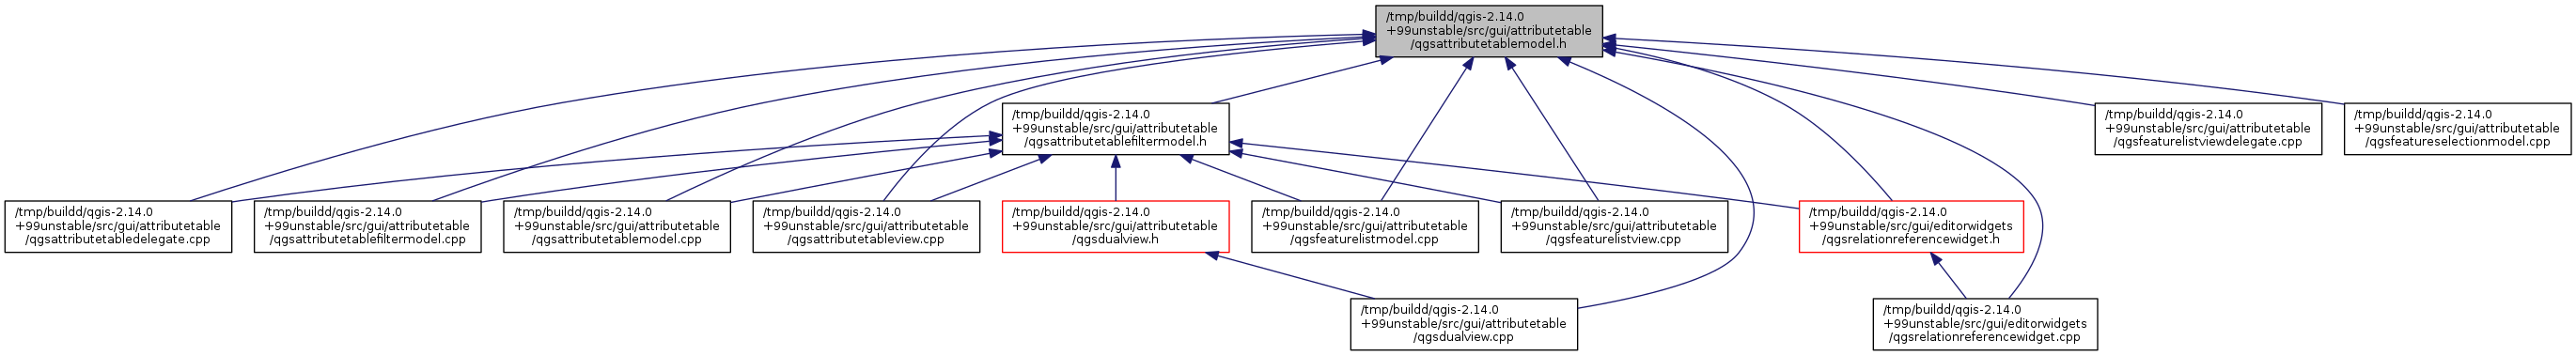 /tmp/buildd/qgis-2.14.0
+99unstable/src/gui/attributetable
/qgsattributetablemodel.h
/tmp/buildd/qgis-2.14.0
+99unstable/src/gui/attributetable
/qgsattributetablefiltermodel.h
/tmp/buildd/qgis-2.14.0
+99unstable/src/gui/attributetable
/qgsfeaturelistviewdelegate.cpp
/tmp/buildd/qgis-2.14.0
+99unstable/src/gui/attributetable
/qgsfeatureselectionmodel.cpp
/tmp/buildd/qgis-2.14.0
+99unstable/src/gui/attributetable
/qgsattributetabledelegate.cpp
/tmp/buildd/qgis-2.14.0
+99unstable/src/gui/attributetable
/qgsattributetablefiltermodel.cpp
/tmp/buildd/qgis-2.14.0
+99unstable/src/gui/attributetable
/qgsattributetablemodel.cpp
/tmp/buildd/qgis-2.14.0
+99unstable/src/gui/attributetable
/qgsattributetableview.cpp
/tmp/buildd/qgis-2.14.0
+99unstable/src/gui/attributetable
/qgsdualview.h
/tmp/buildd/qgis-2.14.0
+99unstable/src/gui/attributetable
/qgsfeaturelistmodel.cpp
/tmp/buildd/qgis-2.14.0
+99unstable/src/gui/attributetable
/qgsfeaturelistview.cpp
/tmp/buildd/qgis-2.14.0
+99unstable/src/gui/editorwidgets
/qgsrelationreferencewidget.h
/tmp/buildd/qgis-2.14.0
+99unstable/src/gui/attributetable
/qgsdualview.cpp
/tmp/buildd/qgis-2.14.0
+99unstable/src/gui/editorwidgets
/qgsrelationreferencewidget.cpp